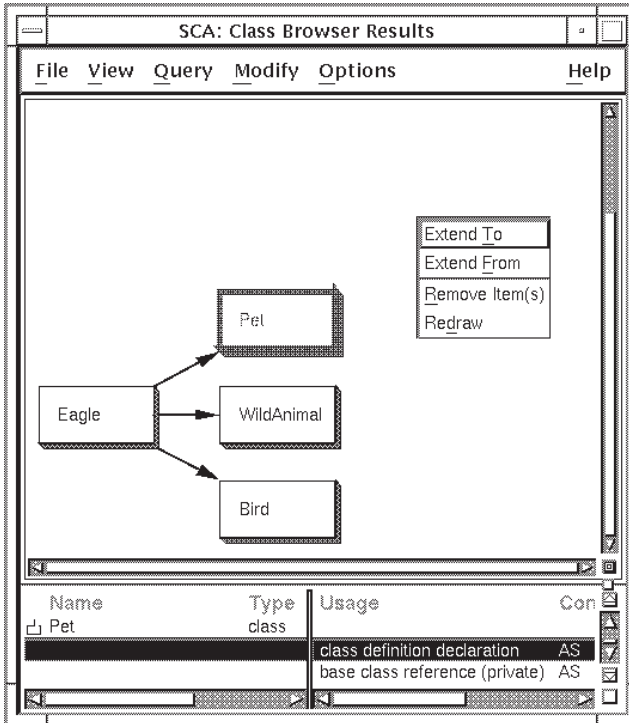 SCA: Class Browser Results
File View Query Modify Options Help
Extend To
Extend From
Remove Item(s)
Redraw
Pet
Eagle
WildAnimal
Bird
Name Type Usage Con
Pet class
class definition declaration AS
base class reference (private) AS